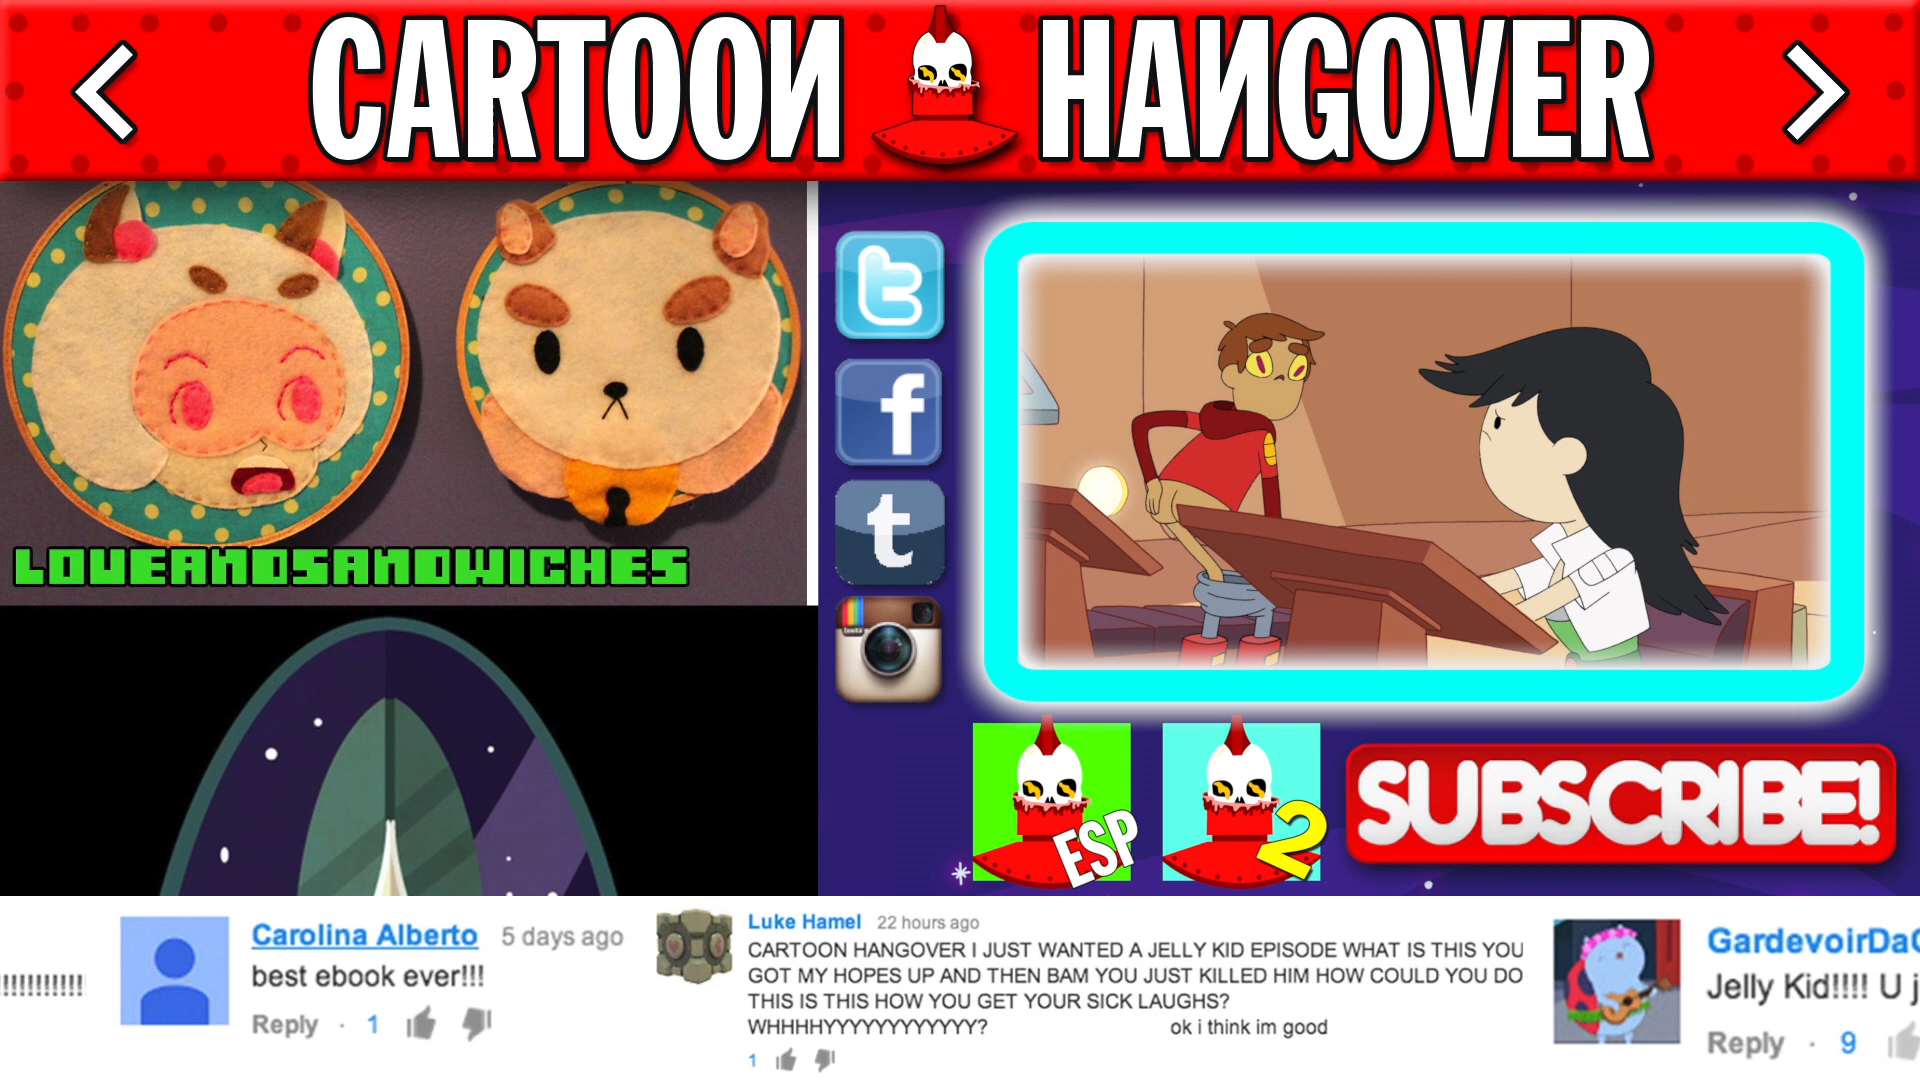 CARTOON HANGOVER
LOVEANDSANDWICHES
ESP
2
SUBSCRIBE!
!!!!!!!!!!!
Carolina Alberto 5 days ago
best ebook ever!!!
Reply · 1
Luke Hamel 22 hours ago
CARTOON HANGOVER I JUST WANTED A JELLY KID EPISODE WHAT IS THIS YOU
GOT MY HOPES UP AND THEN BAM YOU JUST KILLED HIM HOW COULD YOU DO
THIS IS THIS HOW YOU GET YOUR SICK LAUGHS?
WHHHHYYYYYYYYYYYY? ok i think im good
1
GardevoirDa
Jelly Kid!!!! U j
Reply · 9